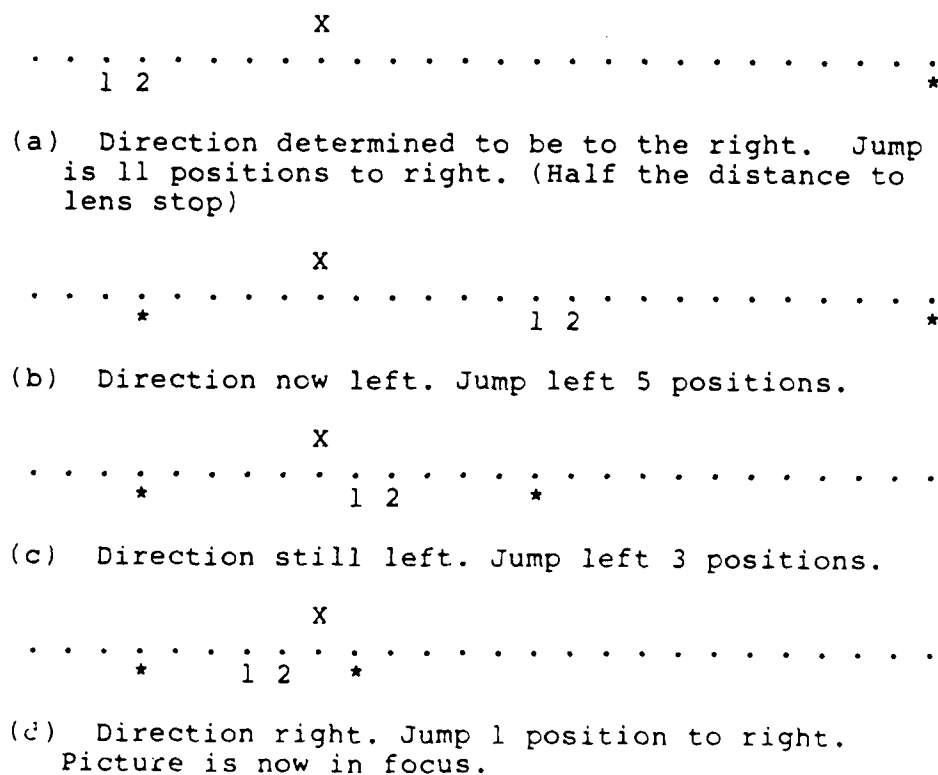 X
. . . . . . . . . . . . . . . . . . . . . . . . . .
1 2 *
(a) Direction determined to be to the right. Jump
is 11 positions to right. (Half the distance to
lens stop)
X
. . . . . . . . . . . . . . . . . . . . . . . . . .
* 1 2 *
(b) Direction now left. Jump left 5 positions.
X
. . . . . . . . . . . . . . . . . . . . . . . . . .
* 1 2 *
(c) Direction still left. Jump left 3 positions.
X
. . . . . . . . . . . . . . . . . . . . . . . . . .
* 1 2 *
(d) Direction right. Jump 1 position to right.
Picture is now in focus.